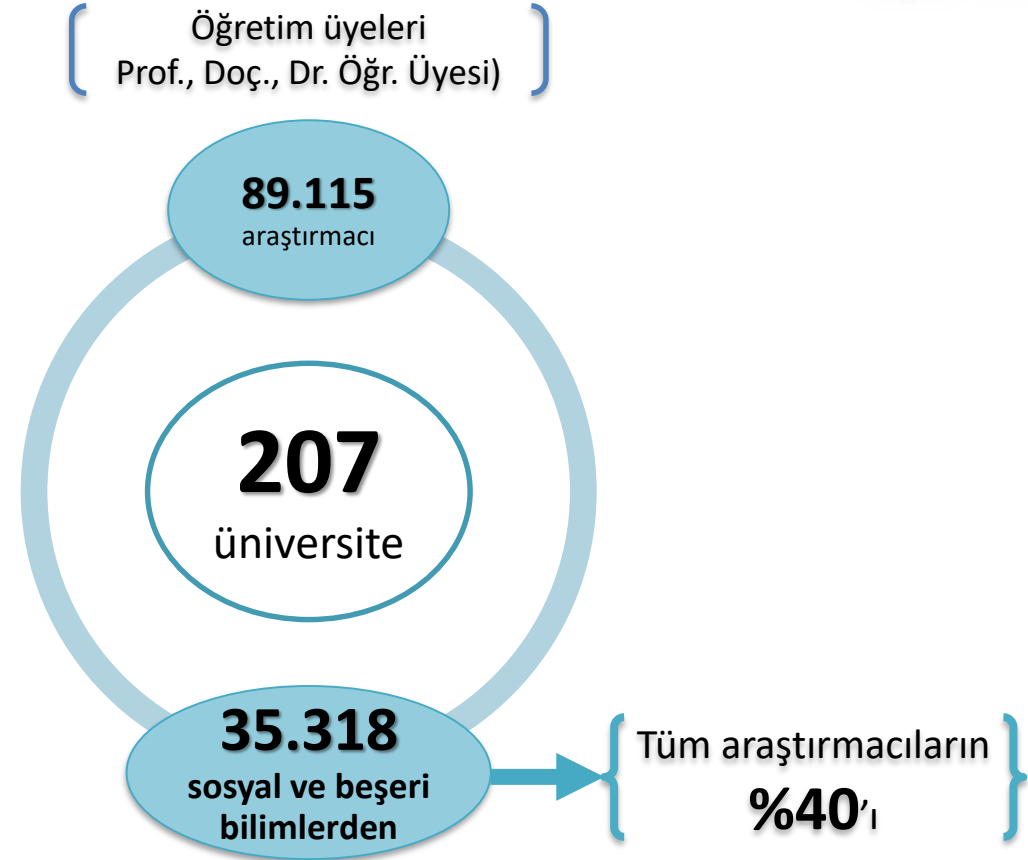 Öğretim üyeleri
Prof., Doç., Dr. Öğr. Üyesi)
89.115
araştırmacı
207
üniversite
35.318
sosyal ve beşeri
bilimlerden
Tüm araştırmacıların
%40'ı